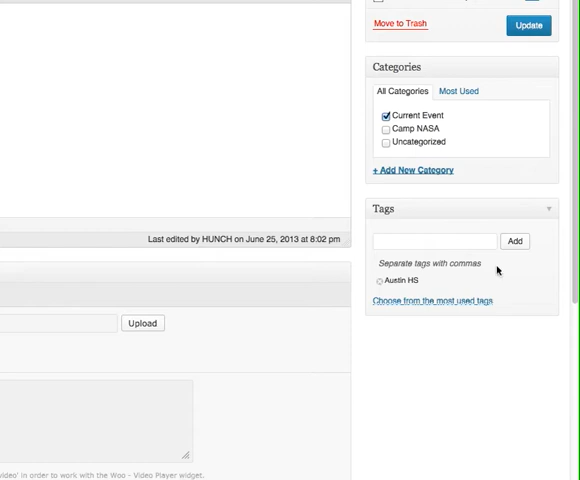 Move to Trash
Update
Categories
All Categories
Most Used
Current Event
Camp NASA
Uncategorized
+ Add New Category
Tags
Last edited by HUNCH on June 25, 2013 at 8:02 pm
Add
Separate tags with commas
Austin HS
Choose from the most used tags
Upload
video' in order to work with the Woo - Video Player widget.